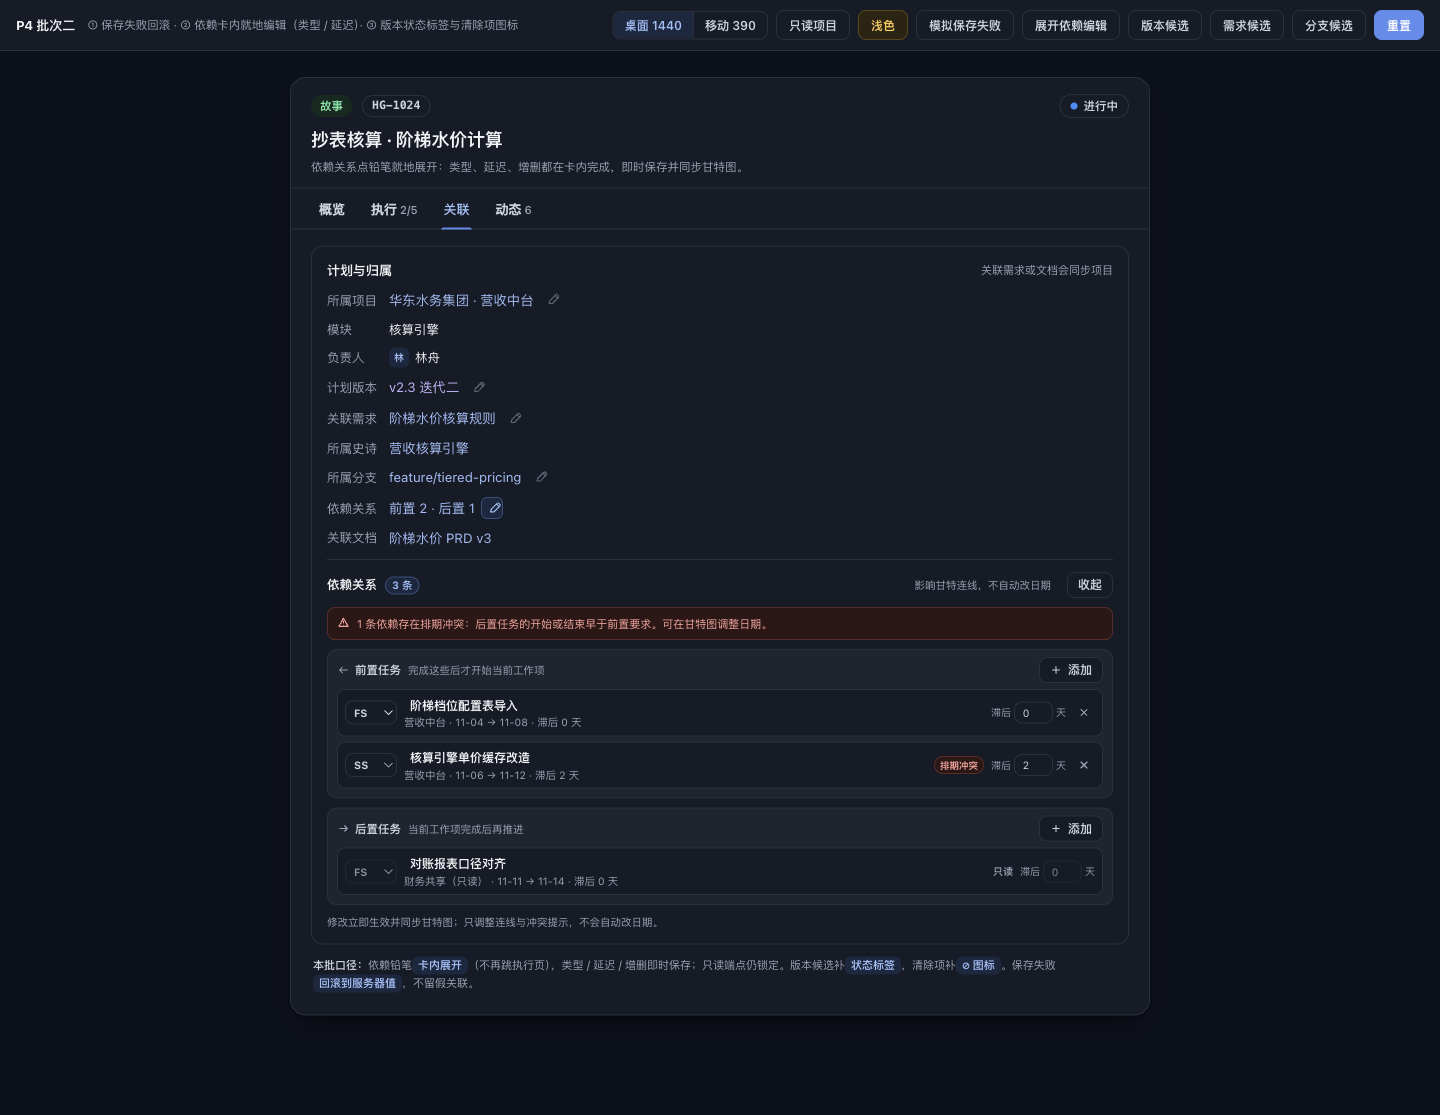 P4 批次二 ① 保存失败回滚 · ② 依赖卡内就地编辑（类型 / 延迟）· ③ 版本状态标签与清除项图标 桌面 1440 移动 390 只读项目 浅色 模拟保存失败 展开依赖编辑 版本候选 需求候选 分支候选 重置
故事 HG-1024 进行中
抄表核算 · 阶梯水价计算
依赖关系点铅笔就地展开：类型、延迟、增删都在卡内完成，即时保存并同步甘特图。
概览 执行 2/5 关联 动态 6
计划与归属 关联需求或文档会同步项目
所属项目 华东水务集团 · 营收中台
模块 核算引擎
负责人 林 林舟
计划版本 v2.3 迭代二
关联需求 阶梯水价核算规则
所属史诗 营收核算引擎
所属分支 feature/tiered-pricing
依赖关系 前置 2 · 后置 1
关联文档 阶梯水价 PRD v3
依赖关系 3 条 影响甘特连线，不自动改日期 收起
1 条依赖存在排期冲突：后置任务的开始或结束早于前置要求。可在甘特图调整日期。
← 前置任务 完成这些后才开始当前工作项 + 添加
FS 阶梯档位配置表导入 滞后 0 天 ×
营收中台 · 11-04 → 11-08 · 滞后 0 天
SS 核算引擎单价缓存改造 排期冲突 滞后 2 天 ×
营收中台 · 11-06 → 11-12 · 滞后 2 天
→ 后置任务 当前工作项完成后再推进 + 添加
FS 对账报表口径对齐 只读 滞后 0 天
财务共享（只读） · 11-11 → 11-14 · 滞后 0 天
修改立即生效并同步甘特图；只调整连线与冲突提示，不会自动改日期。
本批口径：依赖铅笔 卡内展开 （不再跳执行页），类型 / 延迟 / 增删即时保存；只读端点仍锁定。版本候选补 状态标签 ，清除项补 ⊘ 图标 。保存失败
回滚到服务器值 ，不留假关联。